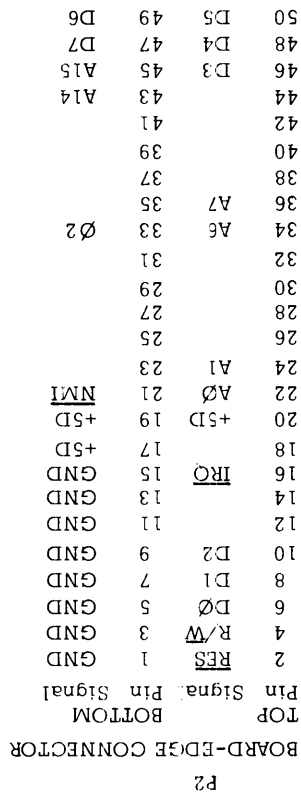 P2
BOARD-EDGE CONNECTOR
TOP BOTTOM
Pin Signal Pin Signal
2 RES 1 GND
4 R/W 3 GND
6 DØ 5 GND
8 D1 7 GND
10 D2 9 GND
12 11 GND
14 13 GND
16 IRQ 15 GND
18 17 +5D
20 +5D 19 +5D
22 AØ 21 NMI
24 A1 23
26 25
28 27
30 29
32 31
34 A6 33 Ø2
36 A7 35
38 37
40 39
42 41
44 43 A14
46 D3 45 A15
48 D4 47 D7
50 D5 49 D6